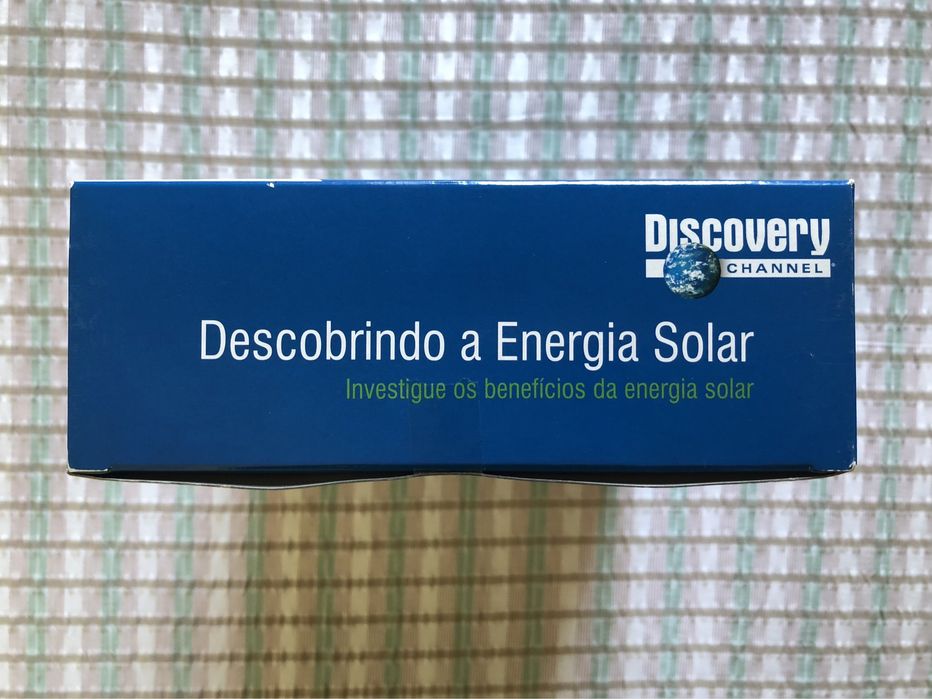 Discovery
CHANNEL
Descobrindo a Energia Solar
Investigue os benefícios da energia solar